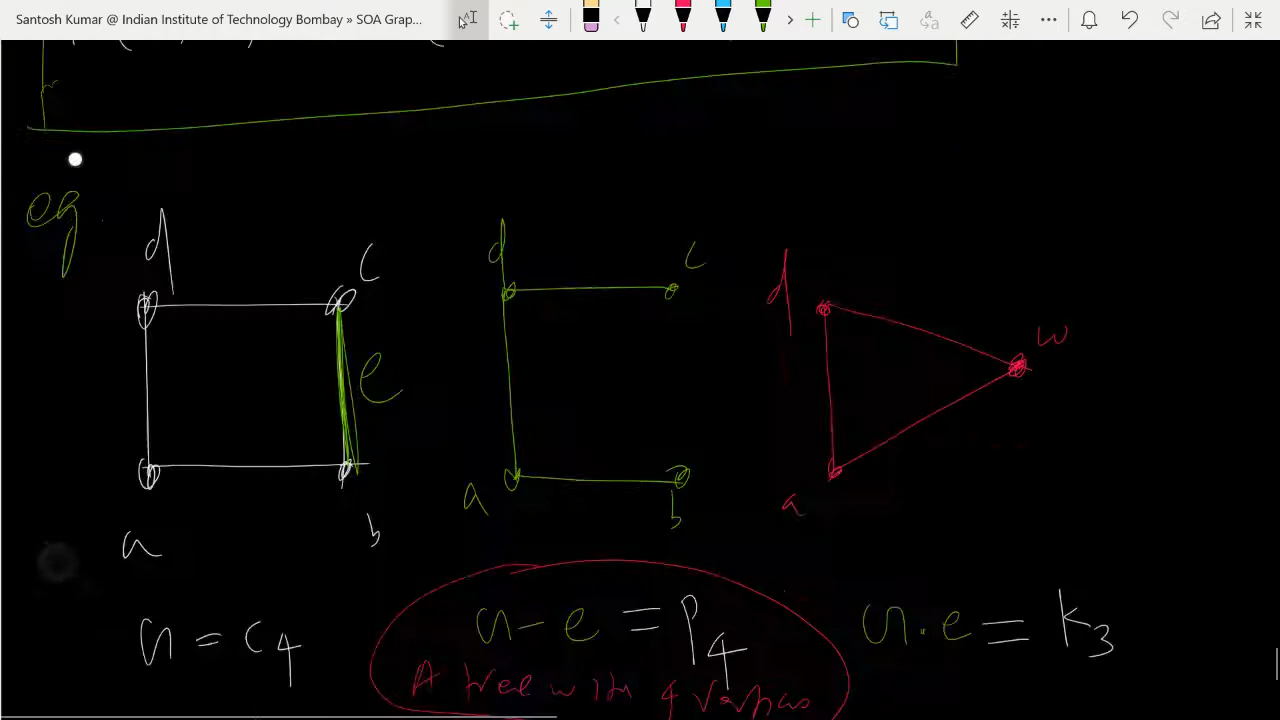 Santosh Kumar @ Indian Institute of Technology Bombay » SOA Grap...
eg
d c
e
a b
d c
a b
d w
a
G = C4
G - e = P4
G . e = K3
A tree with 4 vertices